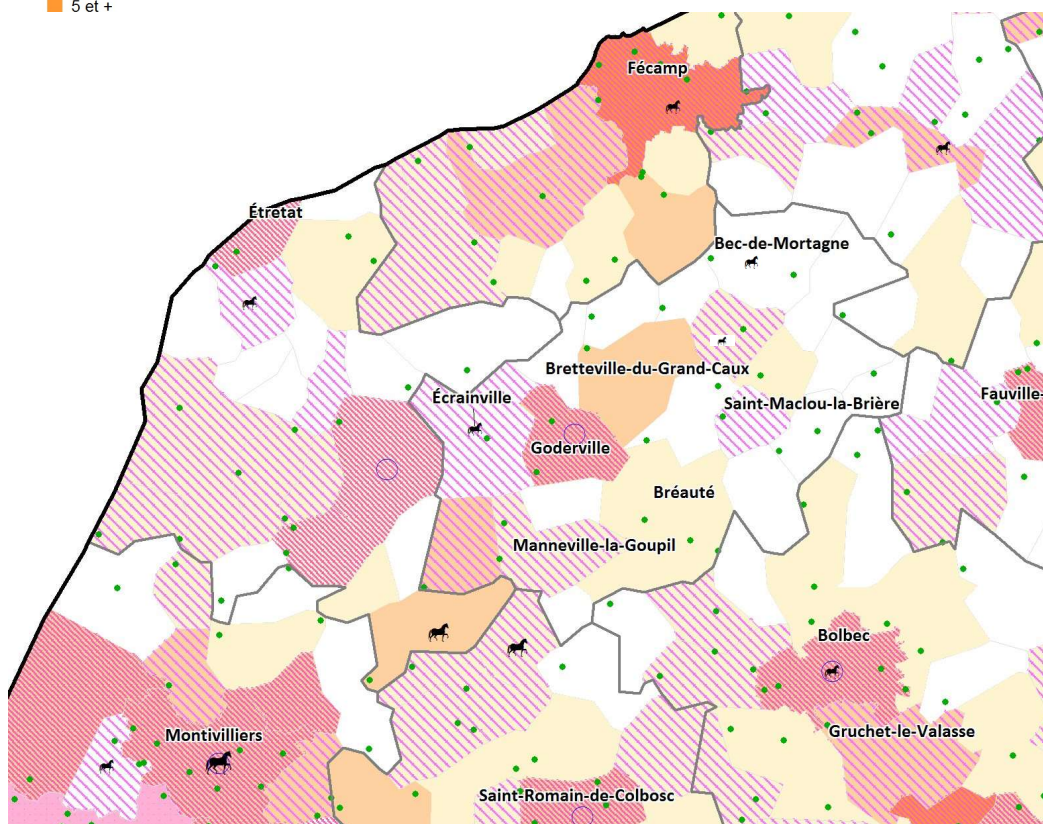 5 et +
Fécamp
Étretat
Bec-de-Mortagne
Bretteville-du-Grand-Caux
Écrainville
Saint-Maclou-la-Brière
Fauville-
Goderville
Bréauté
Manneville-la-Goupil
Bolbec
Montivilliers
Gruchet-le-Valasse
Saint-Romain-de-Colbosc